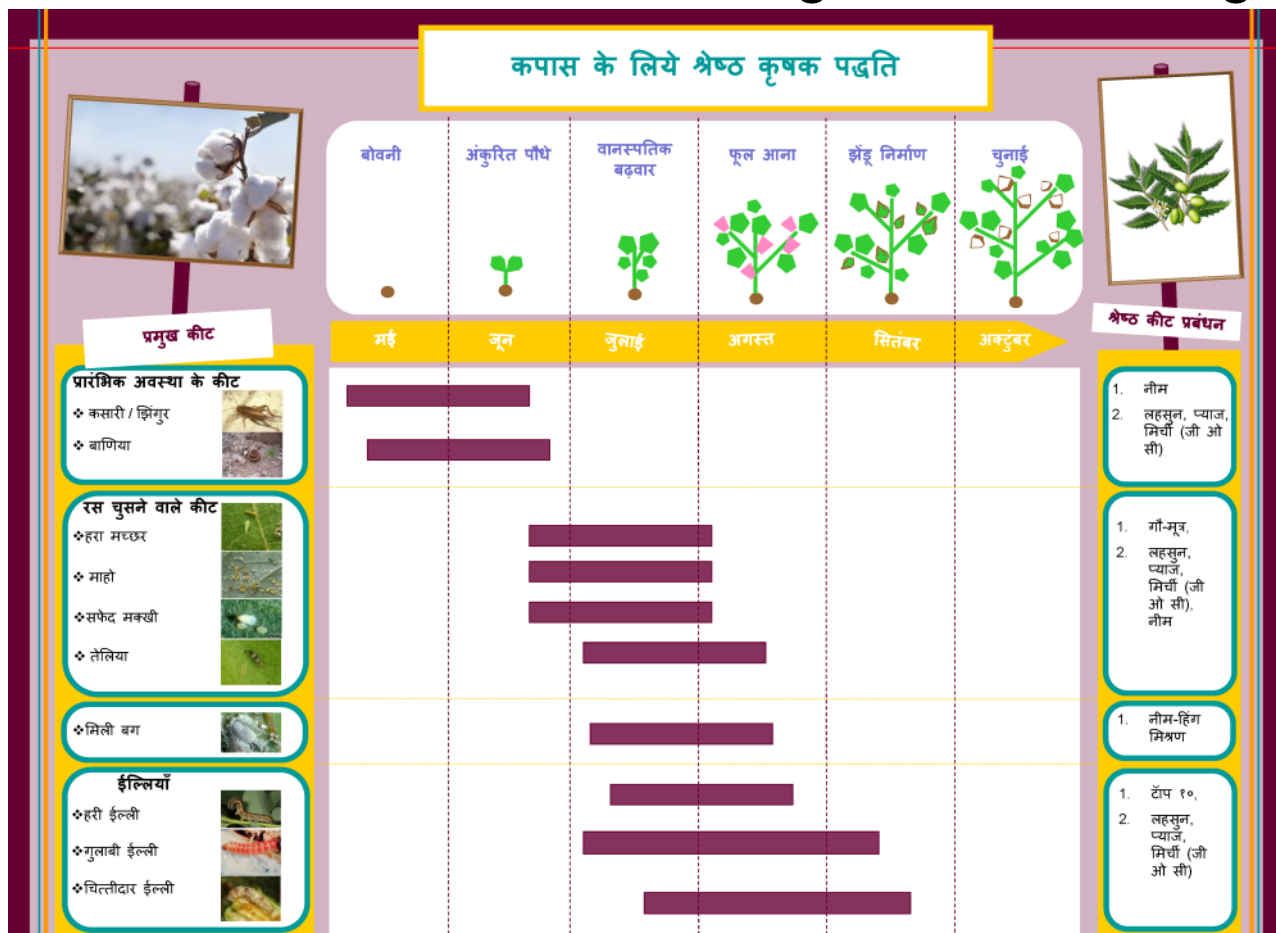 कपास के लिये श्रेष्ठ कृषक पद्धति
बोवनी
अंकुरित पौधे
वानस्पतिक
बढ़वार
फूल आना
झेंडू निर्माण
चुनाई
प्रमुख कीट
मई
जून
जुलाई
अगस्त
सितंबर
अक्टुंबर
श्रेष्ठ कीट प्रबंधन
प्रारंभिक अवस्था के कीट
❖ कसारी / झिंगुर
❖ बाणिया
1. नीम
2. लहसुन, प्याज,
मिर्ची (जी ओ
सी)
रस चुसने वाले कीट
❖हरा मच्छर
❖ माहो
❖सफेद मक्खी
❖ तेलिया
1. गौ-मूत्र,
2. लहसुन,
प्याज,
मिर्ची (जी
ओ सी),
नीम
❖मिली बग
1. नीम-हिंग
मिश्रण
ईल्लियाँ
❖हरी ईल्ली
❖गुलाबी ईल्ली
❖चित्तीदार ईल्ली
1. टॅाप १०,
2. लहसुन,
प्याज,
मिर्ची (जी
ओ सी)